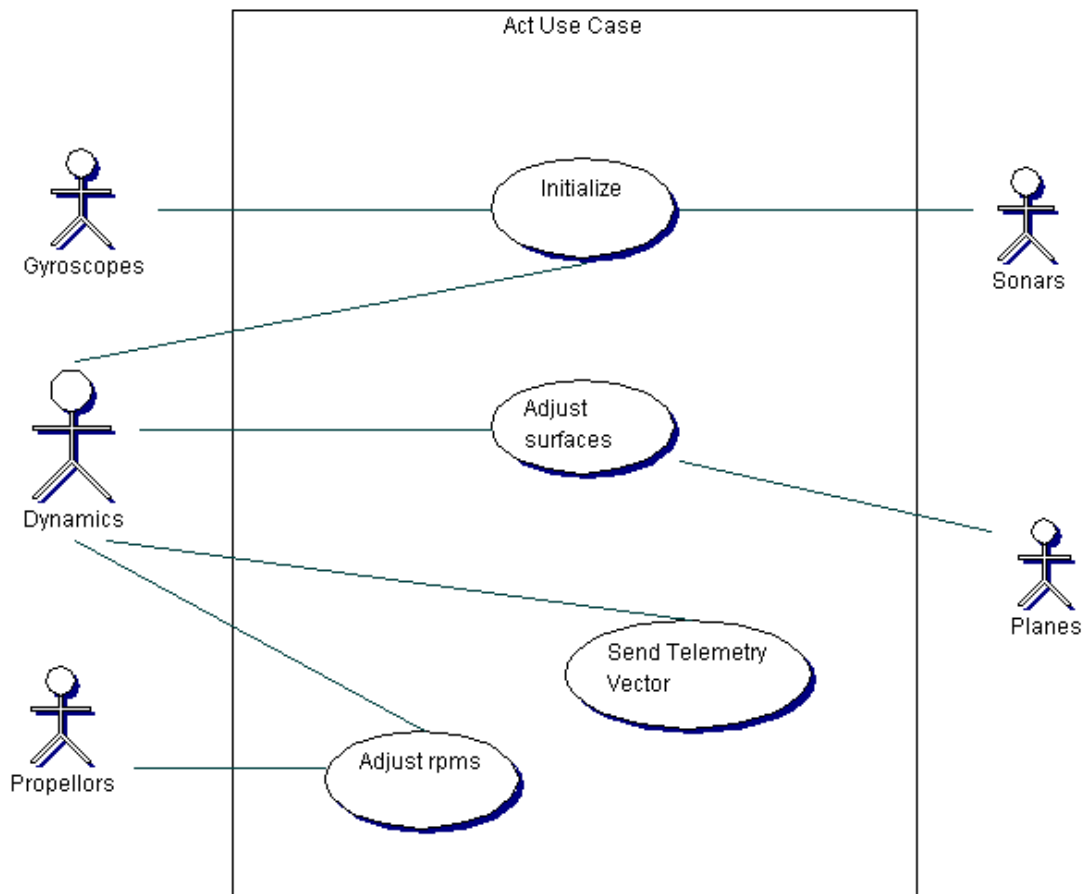 Act Use Case
Initialize
Gyroscopes
Sonars
Adjust
surfaces
Dynamics
Planes
Send Telemetry
Vector
Adjust rpms
Propellors